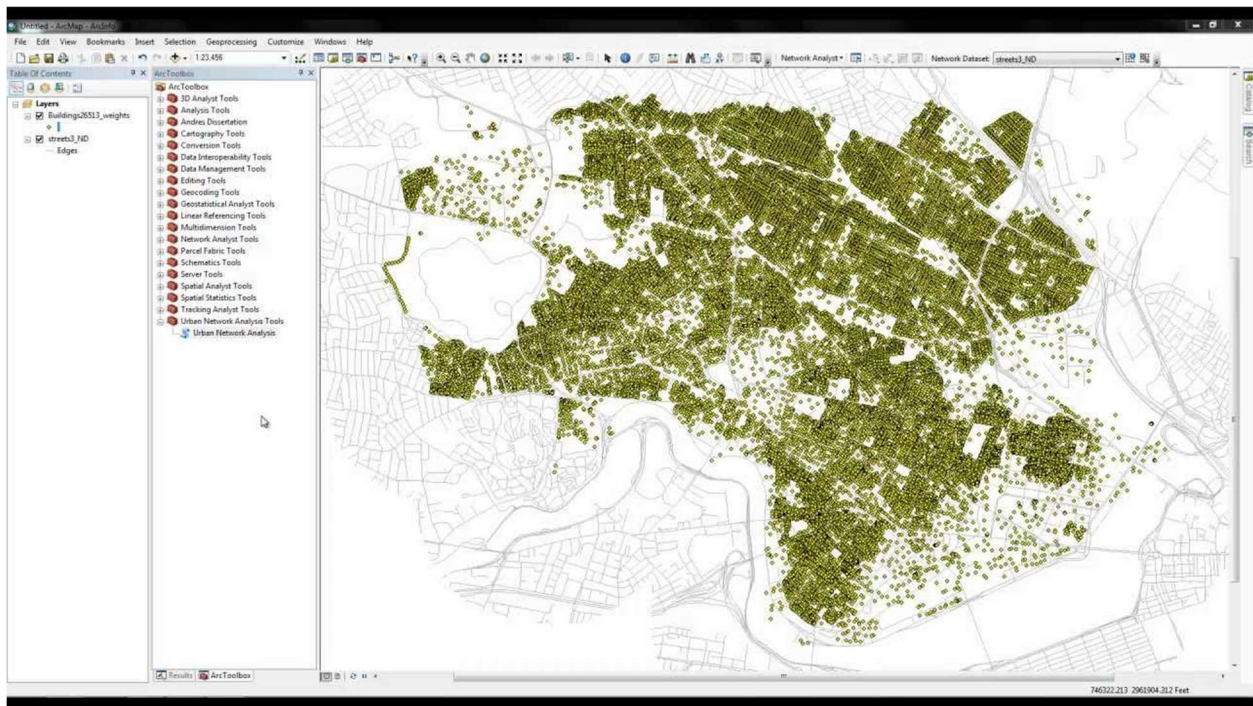 Untitled - ArcMap - ArcInfo
File Edit View Bookmarks Insert Selection Geoprocessing Customize Windows Help
1:23,456
Network Analyst
Network Dataset: streets3_ND
Table Of Contents
ArcToolbox
Layers
Buildings26513_weights
streets3_ND
Edges
ArcToolbox
3D Analyst Tools
Analysis Tools
Andres Dissertation
Cartography Tools
Conversion Tools
Data Interoperability Tools
Data Management Tools
Editing Tools
Geocoding Tools
Geostatistical Analyst Tools
Linear Referencing Tools
Multidimension Tools
Network Analyst Tools
Parcel Fabric Tools
Schematics Tools
Server Tools
Spatial Analyst Tools
Spatial Statistics Tools
Tracking Analyst Tools
Urban Network Analysis Tools
Urban Network Analysis
Catalog
Search
Results
ArcToolbox
746322.213 2961904.312 Feet